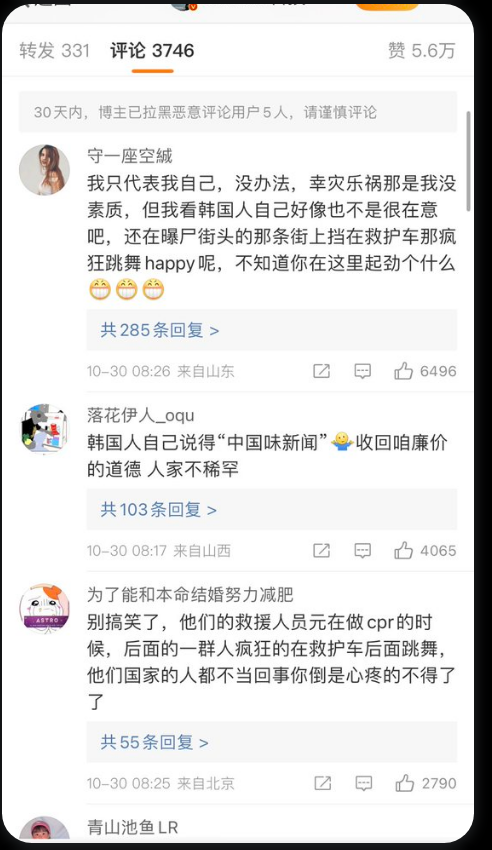 转发 331 评论 3746 赞 5.6万
30天内，博主已拉黑恶意评论用户5人，请谨慎评论
守一座空城
我只代表我自己，没办法，幸灾乐祸那是我没
素质，但我看韩国人自己好像也不是很在意
吧，还在曝尸街头的那条街上挡在救护车那疯
狂跳舞happy呢，不知道你在这里起劲个什么
😁😁😁
共285条回复 >
10-30 08:26 来自山东 6496
落花伊人_oqu
韩国人自己说得“中国味新闻”🤷收回咱廉价
的道德 人家不稀罕
共103条回复 >
10-30 08:17 来自山西 4065
为了能和本命结婚努力减肥
别搞笑了，他们的救援人员元在做cpr的时
候，后面的一群人疯狂的在救护车后面跳舞，
他们国家的人都不当回事你倒是心疼的不得了
了
共55条回复 >
10-30 08:25 来自北京 2790
ASTRO
青山池鱼LR